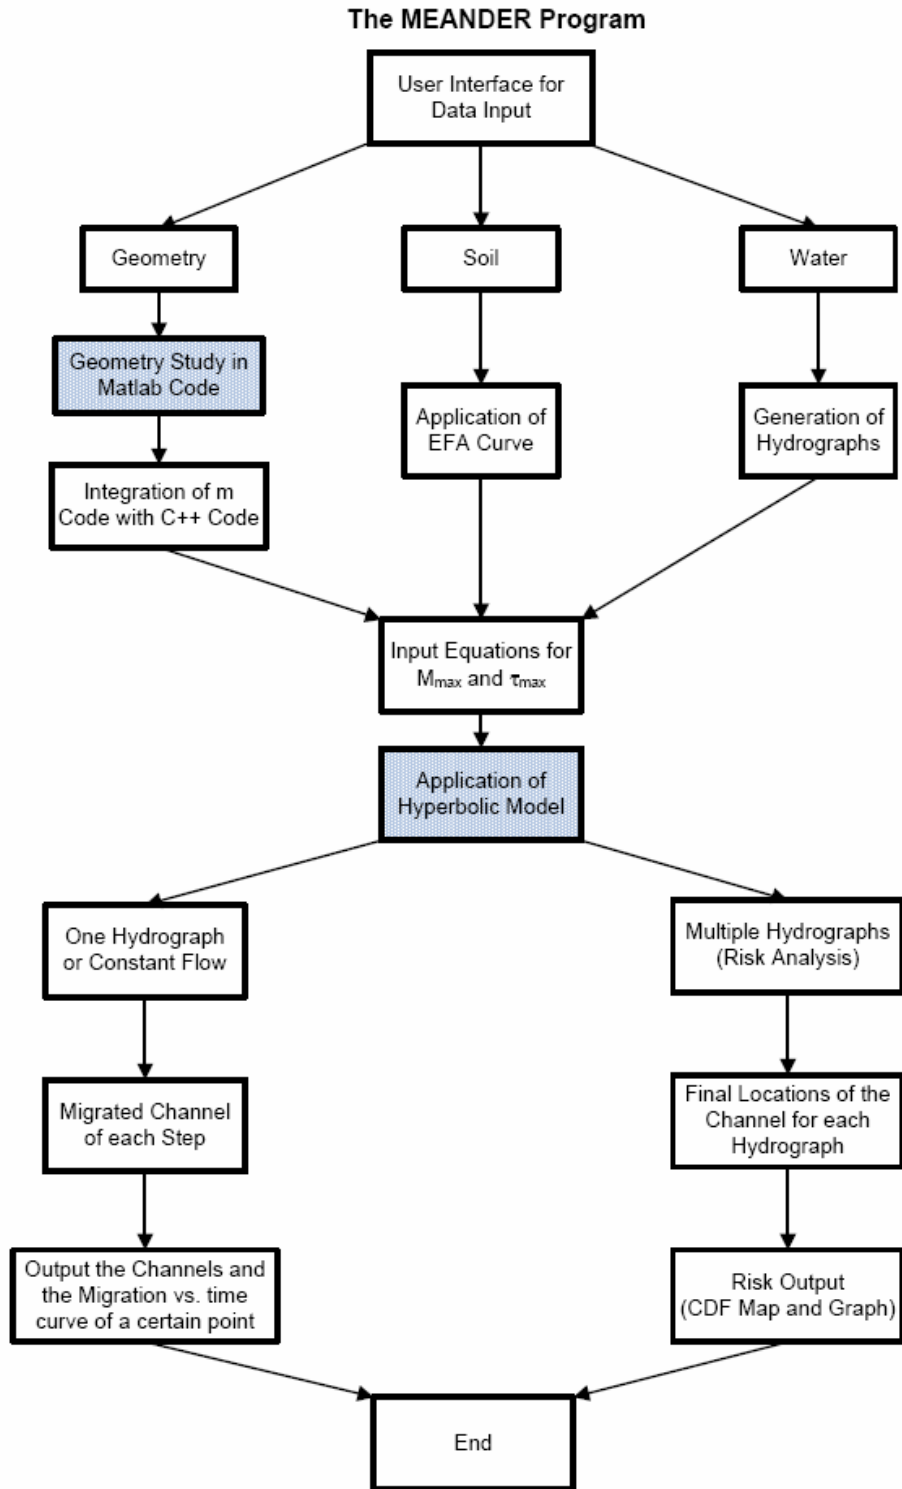 The MEANDER Program
User Interface for
Data Input
Geometry
Soil
Water
Geometry Study in
Matlab Code
Application of
EFA Curve
Generation of
Hydrographs
Integration of m
Code with C++ Code
Input Equations for
Mmax and τmax
Application of
Hyperbolic Model
One Hydrograph
or Constant Flow
Multiple Hydrographs
(Risk Analysis)
Migrated Channel
of each Step
Final Locations of the
Channel for each
Hydrograph
Output the Channels and
the Migration vs. time
curve of a certain point
Risk Output
(CDF Map and Graph)
End